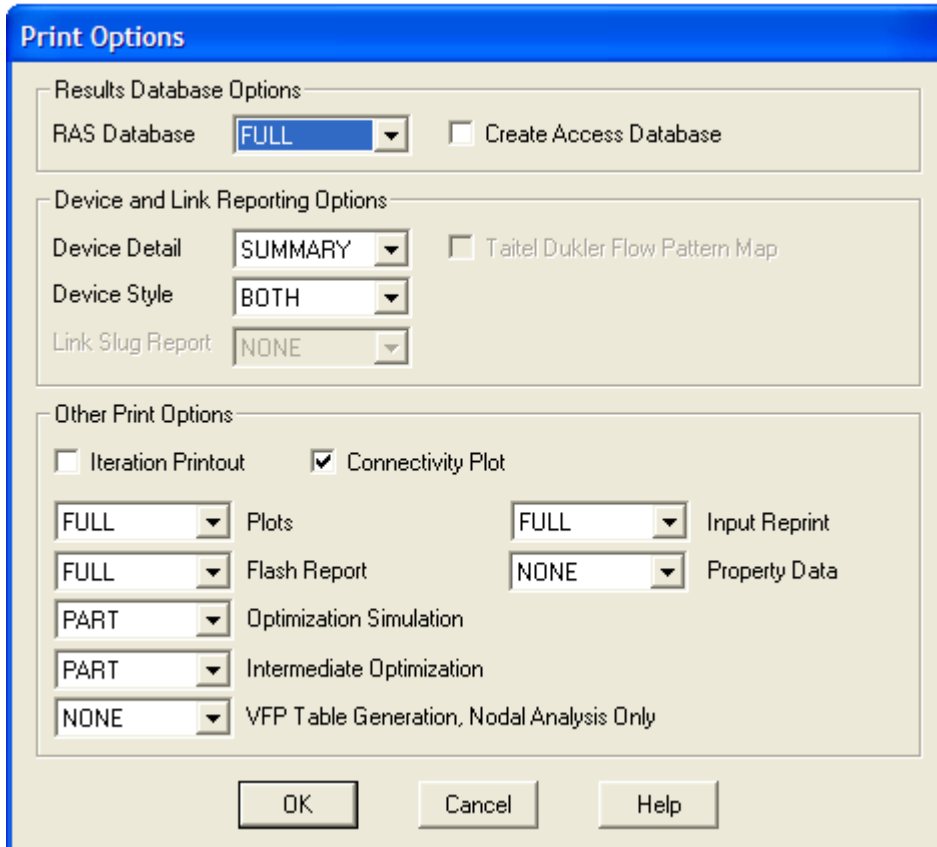 Print Options
Results Database Options
RAS Database FULL Create Access Database
Device and Link Reporting Options
Device Detail SUMMARY Taitel Dukler Flow Pattern Map
Device Style BOTH
Link Slug Report NONE
Other Print Options
Iteration Printout Connectivity Plot
FULL Plots FULL Input Reprint
FULL Flash Report NONE Property Data
PART Optimization Simulation
PART Intermediate Optimization
NONE VFP Table Generation, Nodal Analysis Only
OK Cancel Help